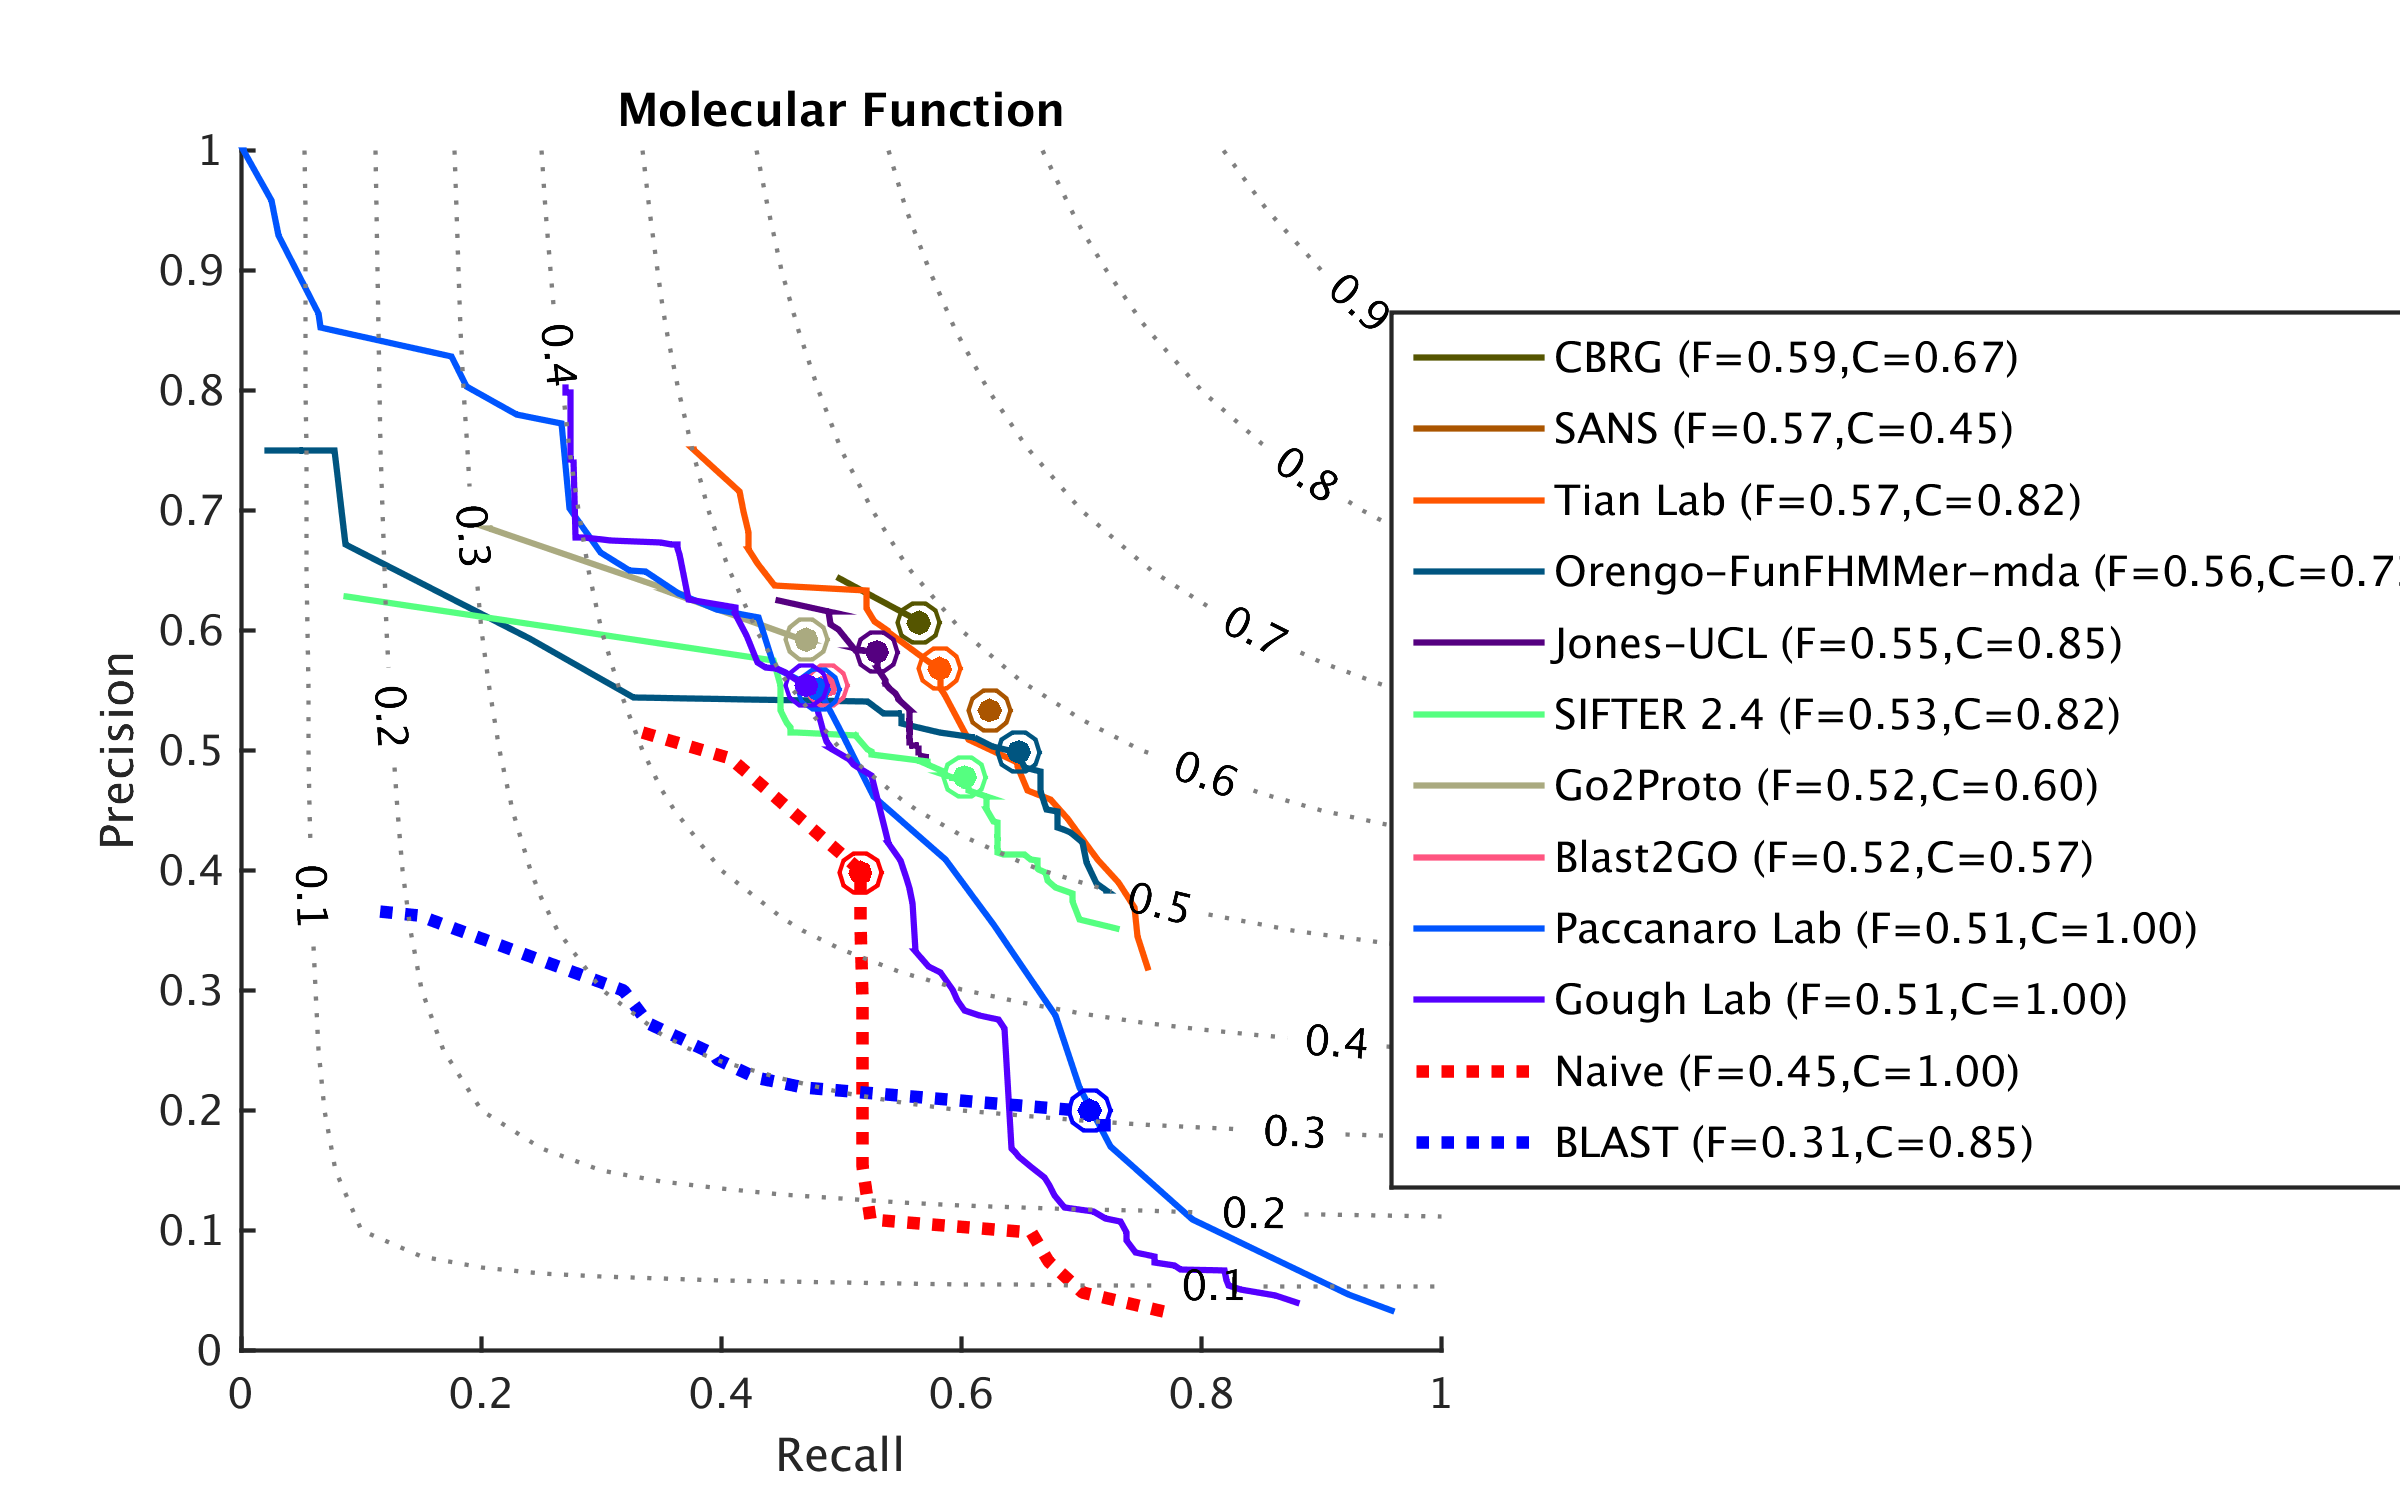 Molecular Function
1
0.9
0.8
0.7
0.6
0.5
0.4
0.3
0.2
0.1
0
Precision
0
0.2
0.4
0.6
0.8
1
Recall
0.4
0.3
0.2
0.1
0.9
0.8
0.7
0.6
0.5
0.4
0.3
0.2
0.1
CBRG (F=0.59,C=0.67)
SANS (F=0.57,C=0.45)
Tian Lab (F=0.57,C=0.82)
Orengo-FunFHMMer-mda (F=0.56,C=0.7
Jones-UCL (F=0.55,C=0.85)
SIFTER 2.4 (F=0.53,C=0.82)
Go2Proto (F=0.52,C=0.60)
Blast2GO (F=0.52,C=0.57)
Paccanaro Lab (F=0.51,C=1.00)
Gough Lab (F=0.51,C=1.00)
Naive (F=0.45,C=1.00)
BLAST (F=0.31,C=0.85)